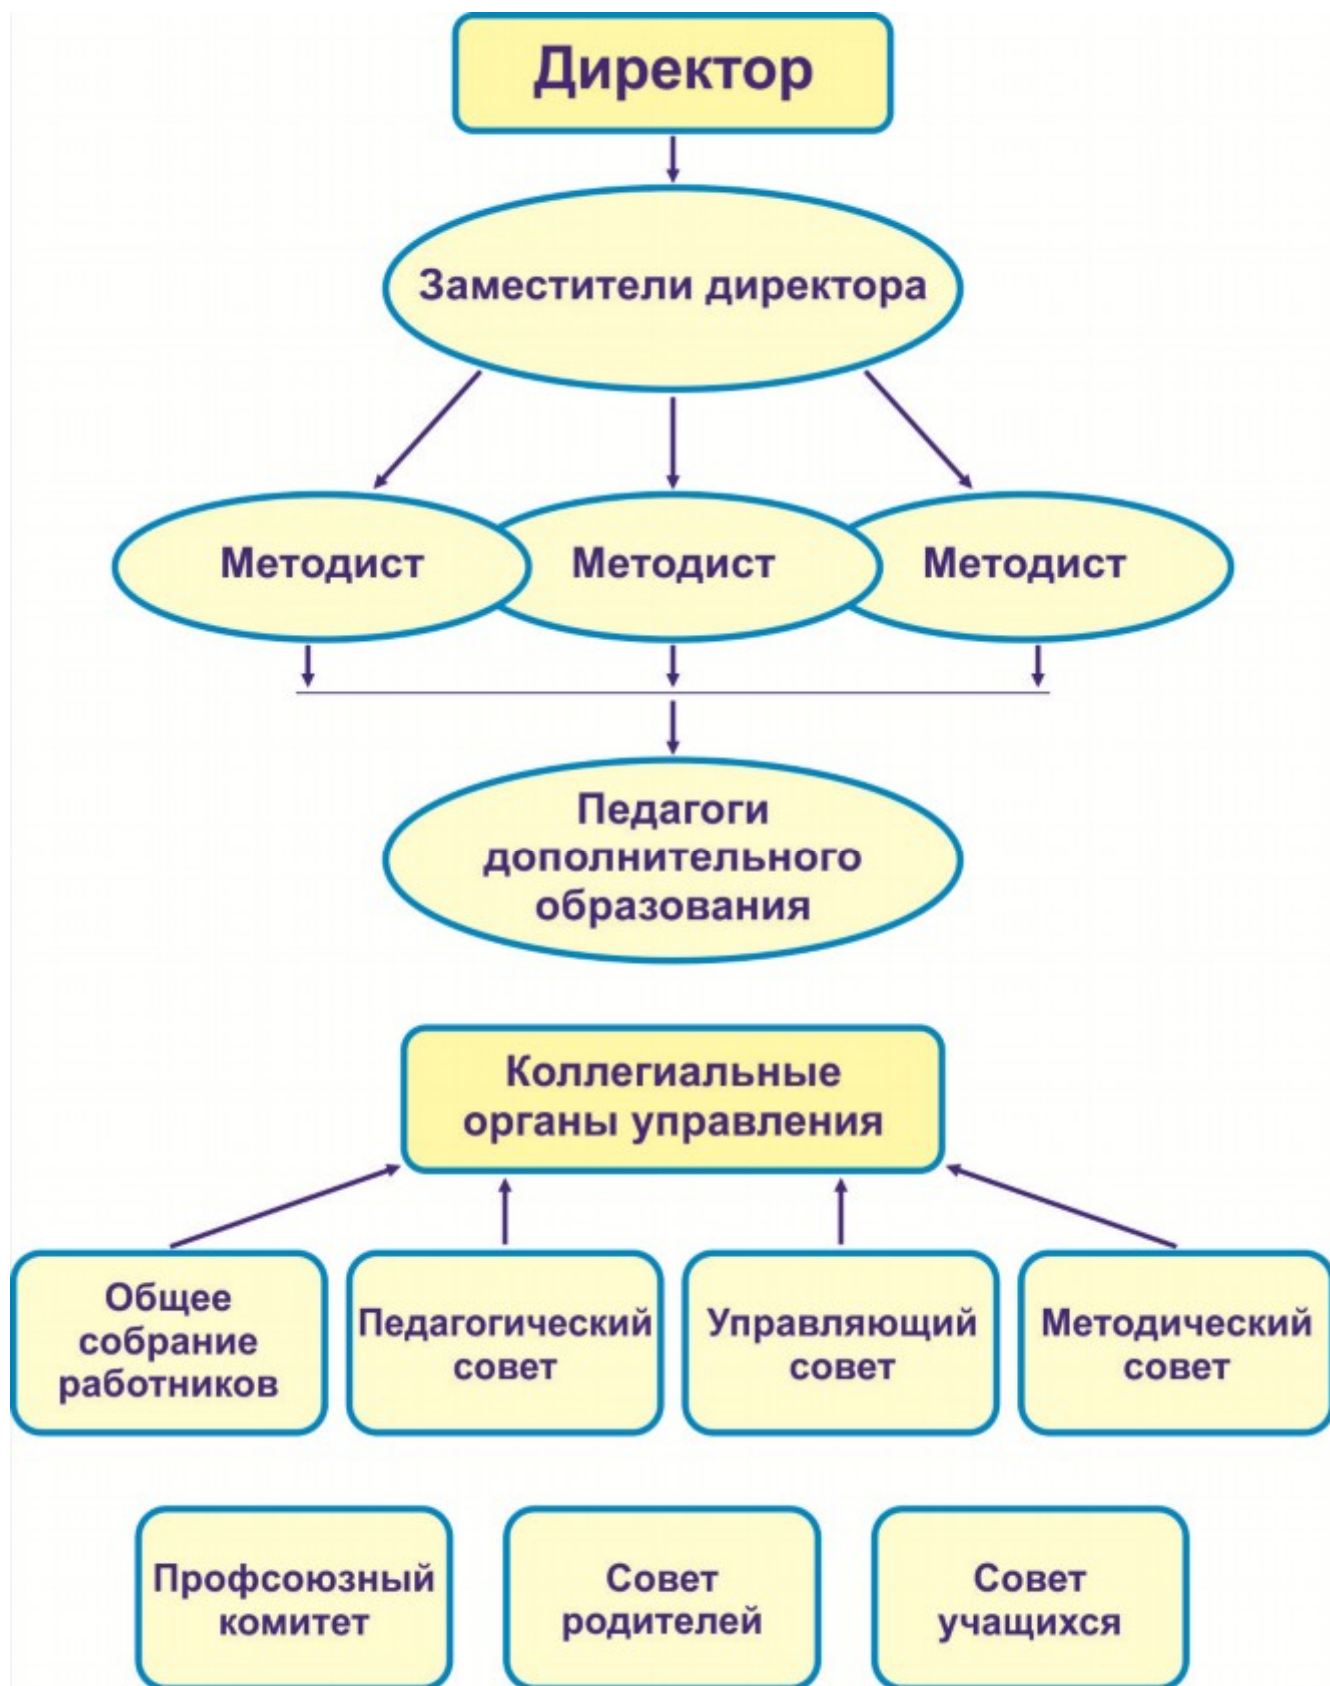 Директор
Заместители директора
Методист
Методист
Методист
Педагоги
дополнительного
образования
Коллегиальные
органы управления
Общее
собрание
работников
Педагогический
совет
Управляющий
совет
Методический
совет
Профсоюзный
комитет
Совет
родителей
Совет
учащихся